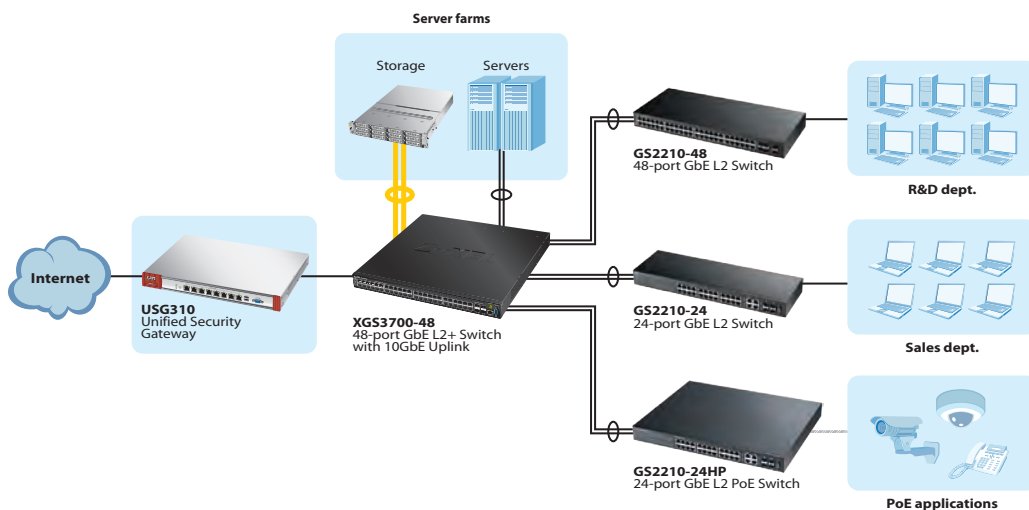 Server farms
Storage
Servers
GS2210-48
48-port GbE L2 Switch
R&D dept.
Internet
USG310
Unified Security
Gateway
XGS3700-48
48-port GbE L2+ Switch
with 10GbE Uplink
GS2210-24
24-port GbE L2 Switch
Sales dept.
GS2210-24HP
24-port GbE L2 PoE Switch
PoE applications